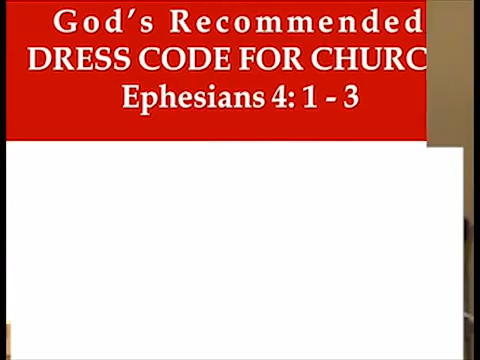 God's Recommended
DRESS CODE FOR CHURC
Ephesians 4: 1 - 3